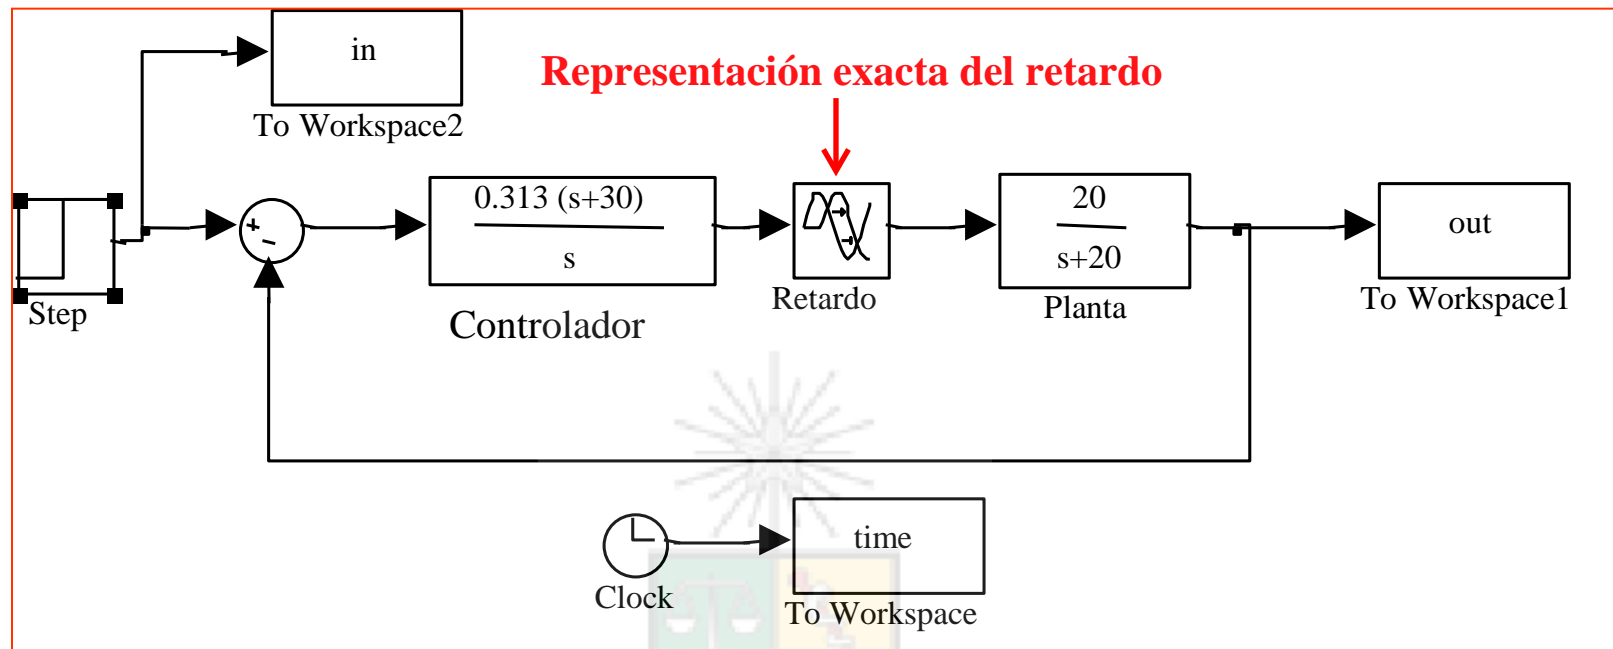 in
To Workspace2
Representación exacta del retardo
Step
+
−
0.313 (s+30)
s
Controlador
Retardo
20
s+20
Planta
out
To Workspace1
Clock
time
To Workspace